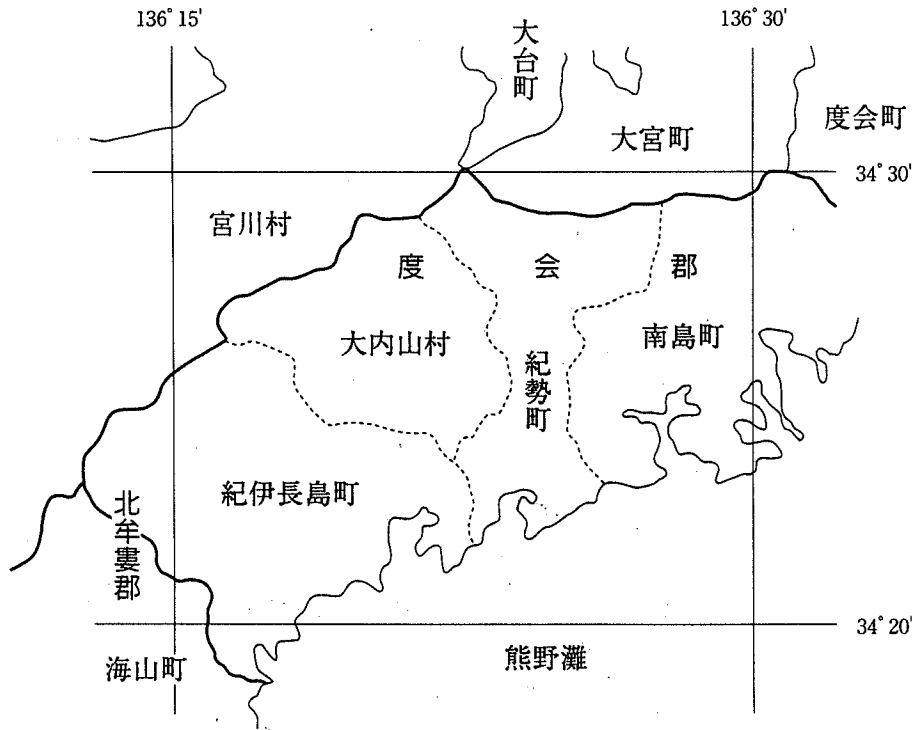 136° 15'
136° 30'
大台町
度会町
大宮町
34° 30'
宮川村
度会郡
大内山村
南島町
紀勢町
紀伊長島町
北牟婁郡
34° 20'
海山町
熊野灘